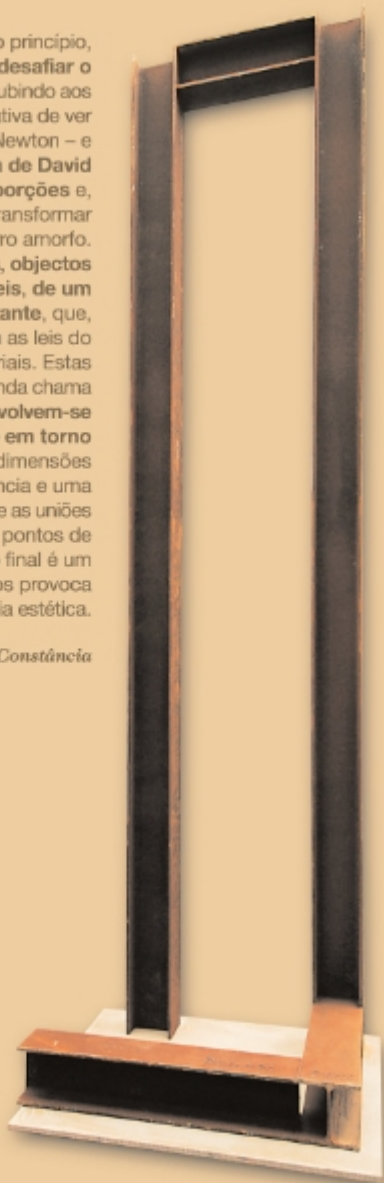 o princípio,
desafiar o
ubindo aos
tiva de ver
Newton – e
de David
porções e,
ransformar
ro amorfo.
, objectos
eis, de um
ante, que,
as leis do
riais. Estas
nda chama
volvem-se
em torno
dimensões
ncia e uma
e as uniões
pontos de
final é um
os provoca
ia estética.
Constância